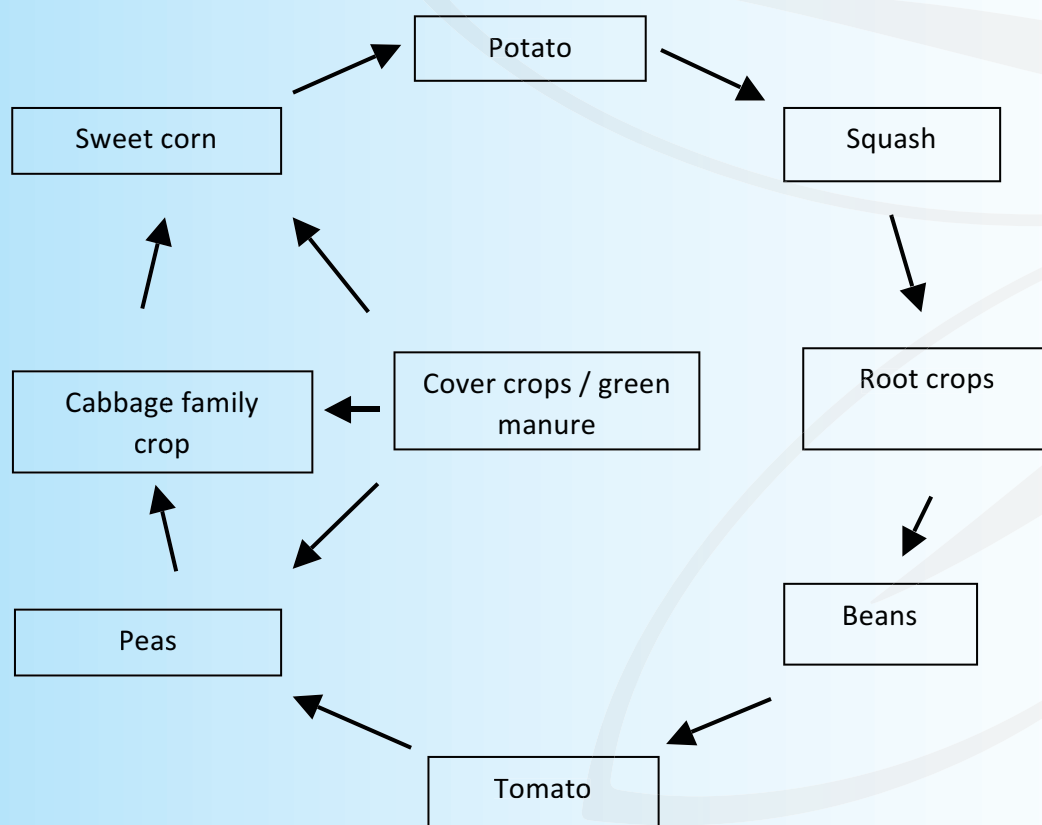 Potato
Sweet corn
Squash
Cabbage family
crop
Cover crops / green
manure
Root crops
Peas
Beans
Tomato